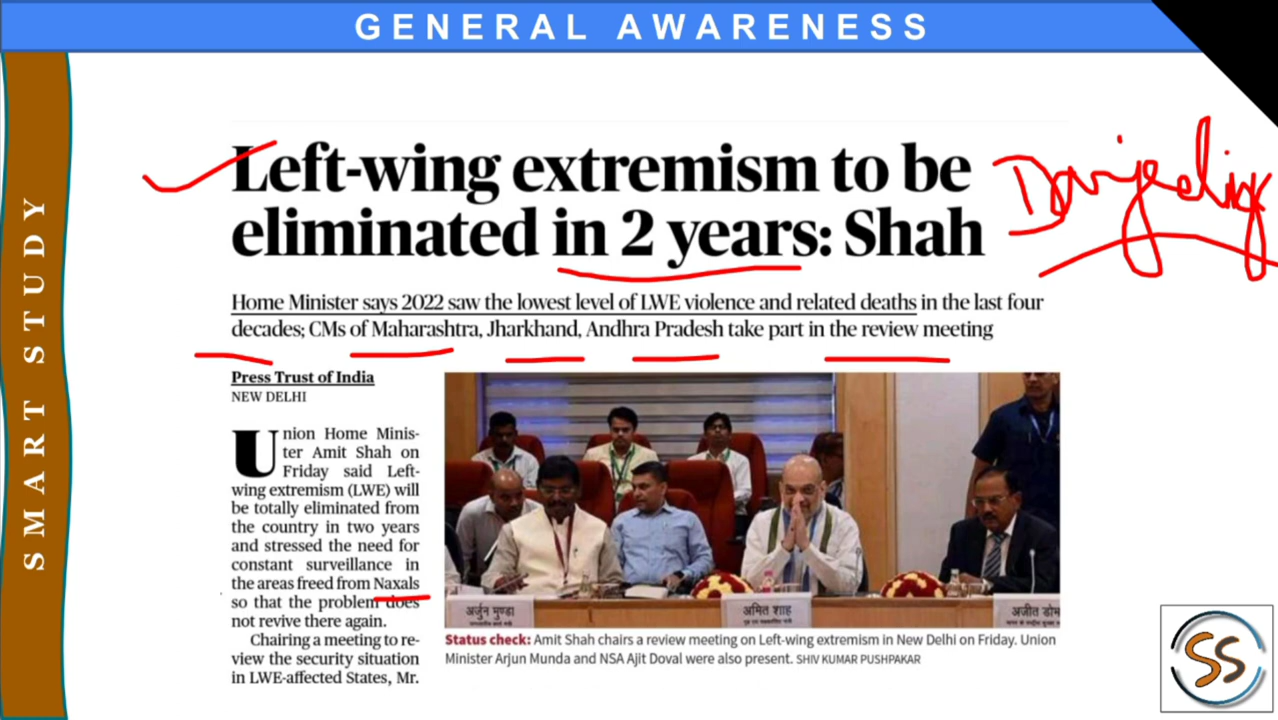 GENERAL AWARENESS
SMART STUDY
Left-wing extremism to be
eliminated in 2 years: Shah
Darjeeling
Home Minister says 2022 saw the lowest level of LWE violence and related deaths in the last four
decades; CMs of Maharashtra, Jharkhand, Andhra Pradesh take part in the review meeting
Press Trust of India
NEW DELHI
Union Home Minis-
ter Amit Shah on
Friday said Left-
wing extremism (LWE) will
be totally eliminated from
the country in two years
and stressed the need for
constant surveillance in
the areas freed from Naxals
so that the problem does
not revive there again.
Chairing a meeting to re-
view the security situation
in LWE-affected States, Mr.
अर्जुन मुण्डा
अमित शाह
अजीत डोभ
Status check: Amit Shah chairs a review meeting on Left-wing extremism in New Delhi on Friday. Union
Minister Arjun Munda and NSA Ajit Doval were also present. SHIV KUMAR PUSHPAKAR
SS